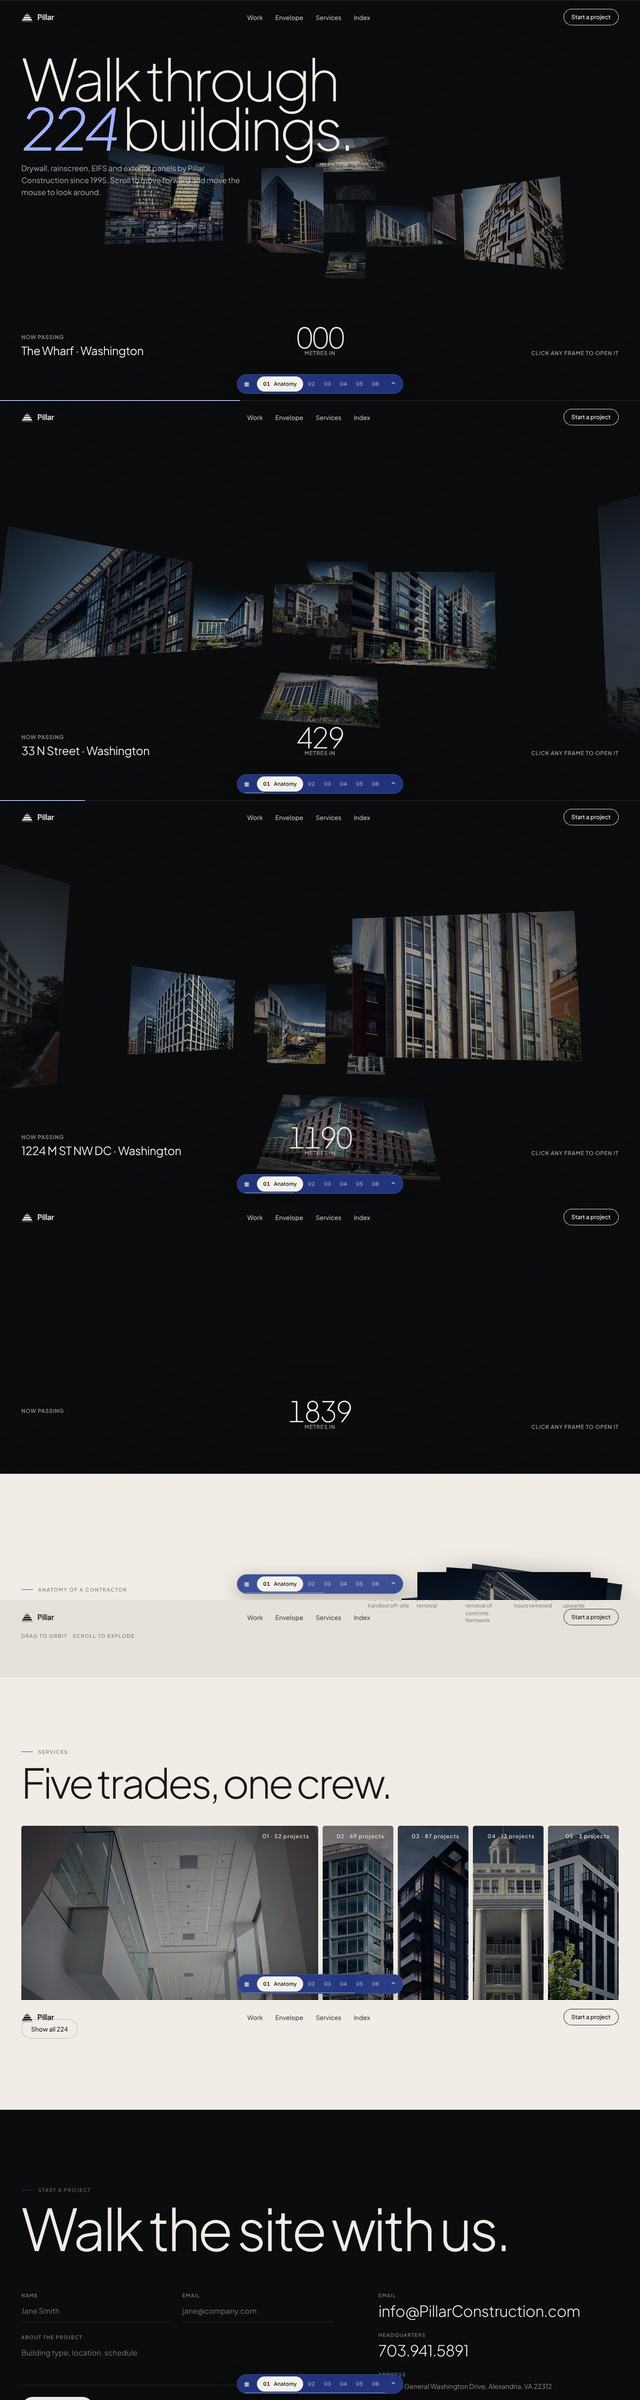 Pillar
Work Envelope Services Index
Start a project
Walk through
224 buildings.
Drywall, rainscreen, EIFS and exterior panels by Pillar
Construction since 1995. Scroll to move forward and move the
mouse to look around.
NOW PASSING
The Wharf · Washington
000
METRES IN
CLICK ANY FRAME TO OPEN IT
01 Anatomy 02 03 04 05 06
Pillar
Work Envelope Services Index
Start a project
NOW PASSING
33 N Street · Washington
429
METRES IN
CLICK ANY FRAME TO OPEN IT
01 Anatomy 02 03 04 05 06
Pillar
Work Envelope Services Index
Start a project
NOW PASSING
1224 M ST NW DC · Washington
1190
METRES IN
CLICK ANY FRAME TO OPEN IT
01 Anatomy 02 03 04 05 06
Pillar
Work Envelope Services Index
Start a project
NOW PASSING
1839
METRES IN
CLICK ANY FRAME TO OPEN IT
ANATOMY OF A CONTRACTOR
01 Anatomy 02 03 04 05 06
handled off-site
removal
removal of
concrete
formwork
hours removed
upwards
Pillar
Work Envelope Services Index
Start a project
DRAG TO ORBIT · SCROLL TO EXPLODE
SERVICES
Five trades, one crew.
01 · 52 projects
02 · 69 projects
03 · 87 projects
04 · 13 projects
05 · 3 projects
01 Anatomy 02 03 04 05 06
Pillar
Work Envelope Services Index
Start a project
Show all 224
START A PROJECT
Walk the site with us.
NAME
Jane Smith
EMAIL
jane@company.com
ABOUT THE PROJECT
Building type, location, schedule
EMAIL
info@PillarConstruction.com
HEADQUARTERS
703.941.5891
General Washington Drive, Alexandria, VA 22312
01 Anatomy 02 03 04 05 06